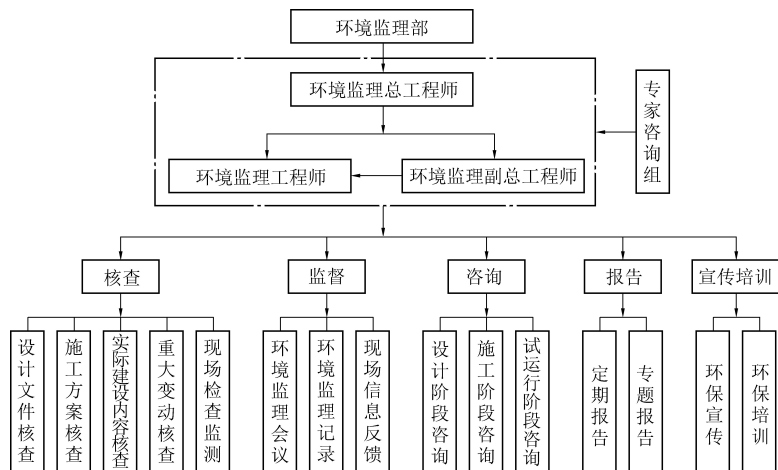 环境监理部
环境监理总工程师
专家咨询组
环境监理工程师
环境监理副总工程师
核查
监督
咨询
报告
宣传培训
设计文件核查
施工方案核查
实际建设内容核查
重大变动核查
现场检查监测
环境监理会议
环境监理记录
现场信息反馈
设计阶段咨询
施工阶段咨询
试运行阶段咨询
定期报告
专题报告
环保宣传
环保培训